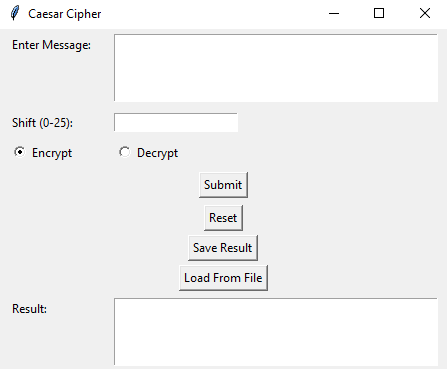 Caesar Cipher
Enter Message:
Shift (0-25):
Encrypt Decrypt
Submit
Reset
Save Result
Load From File
Result: